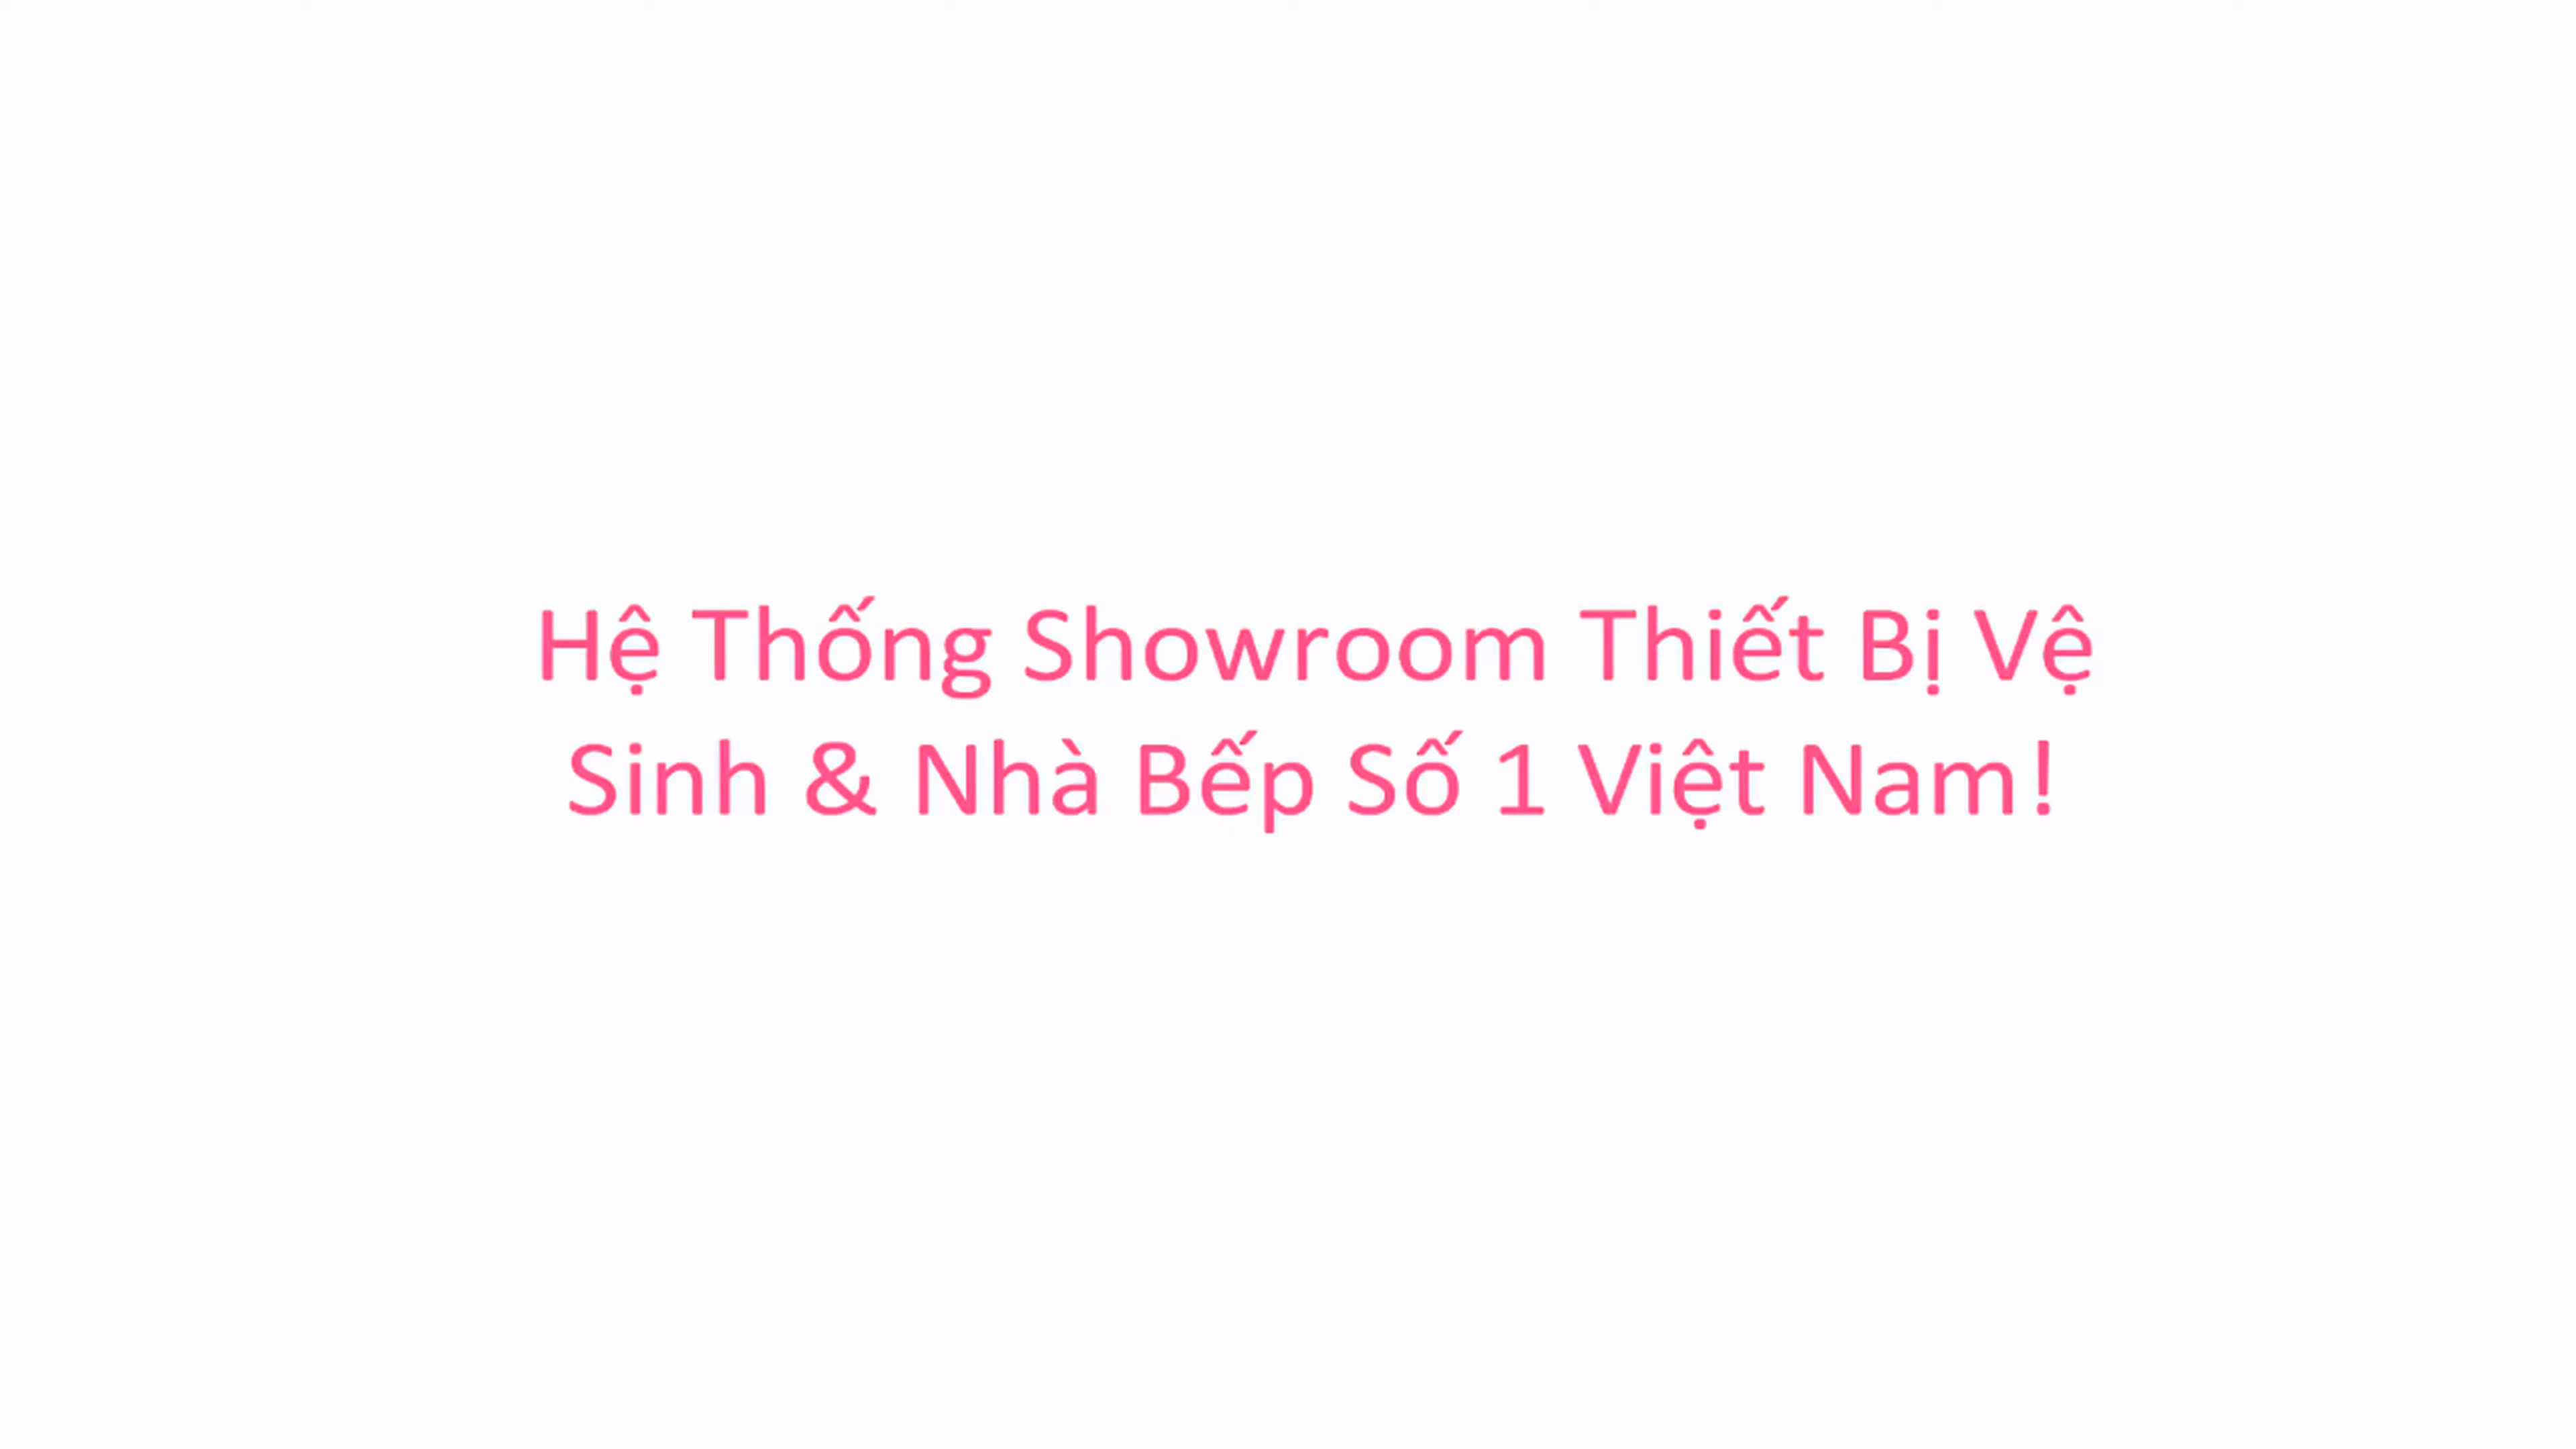 Hệ Thống Showroom Thiết Bị Vệ
Sinh & Nhà Bếp Số 1 Việt Nam!